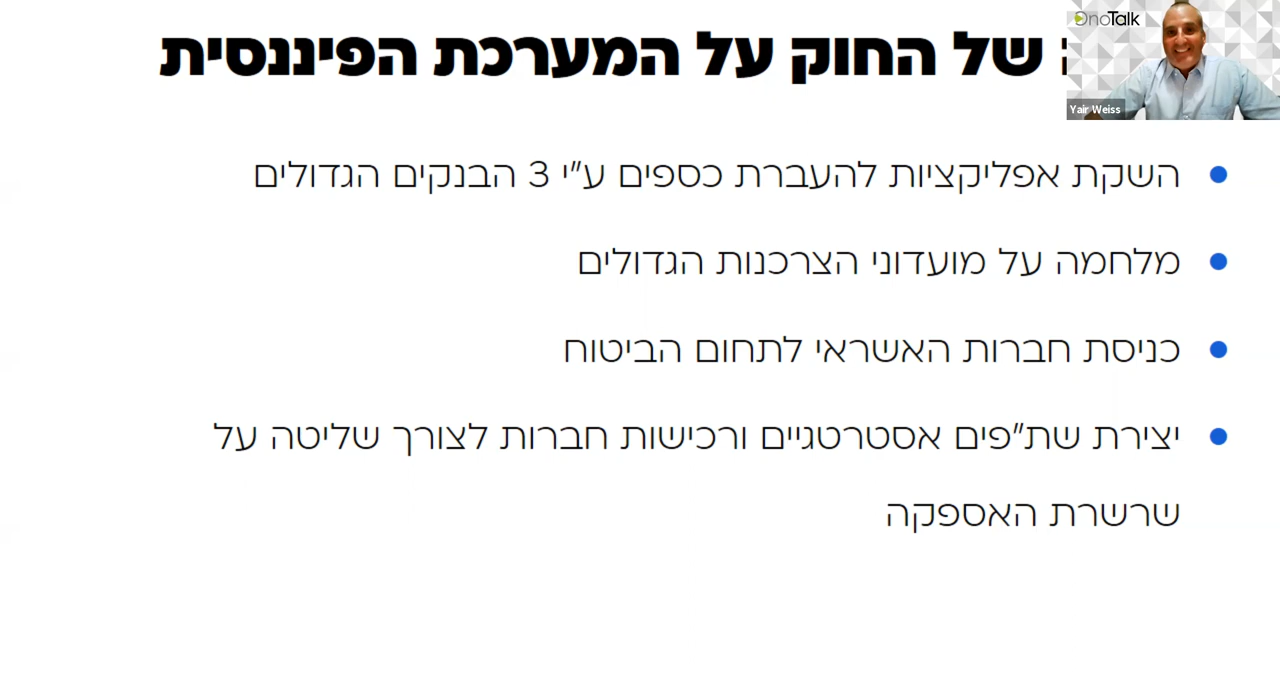 של החוק על המערכת הפיננסית
OnoTalk
Yair Weiss
השקת אפליקציות להעברת כספים ע"י 3 הבנקים הגדולים
מלחמה על מועדוני הצרכנות הגדולים
כניסת חברות האשראי לתחום הביטוח
יצירת שת"פים אסטרטגיים ורכישות חברות לצורך שליטה על
שרשרת האספקה